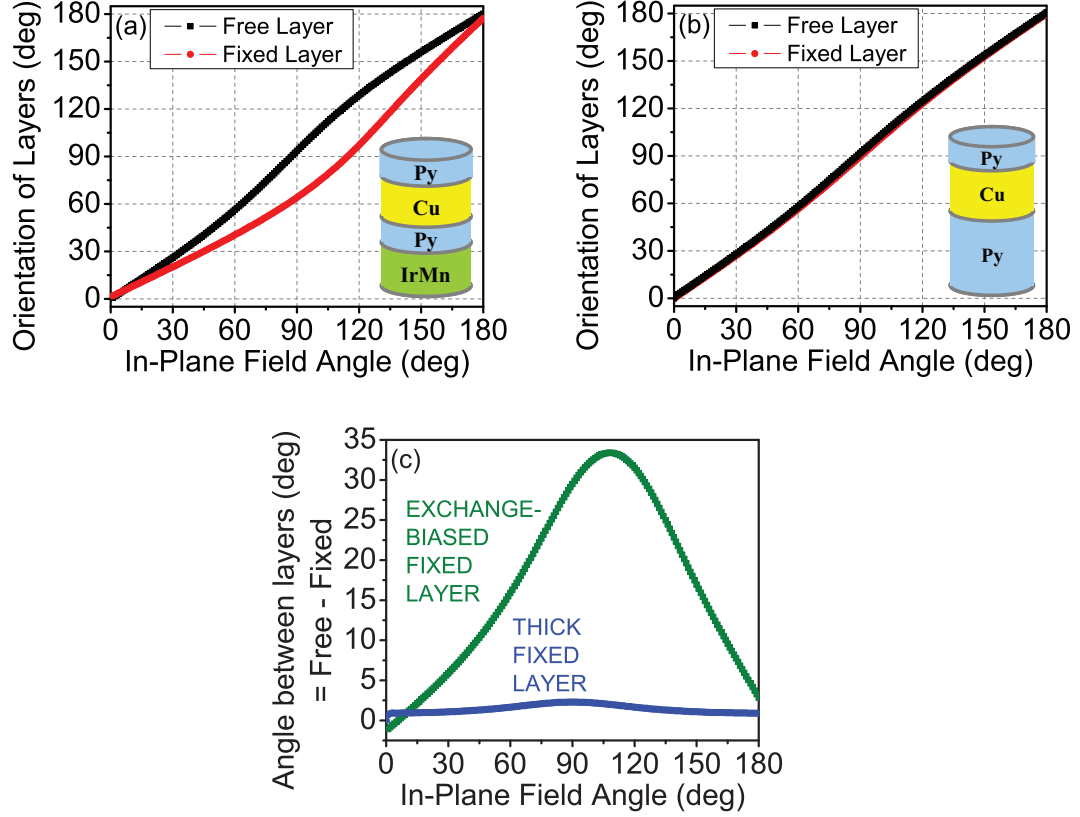 (a)
Free Layer
Fixed Layer
Orientation of Layers (deg)
180
150
120
90
60
30
0
Py
Cu
Py
IrMn
0 30 60 90 120 150 180
In-Plane Field Angle (deg)
(b)
Free Layer
Fixed Layer
Orientation of Layers (deg)
180
150
120
90
60
30
0
Py
Cu
Py
0 30 60 90 120 150 180
In-Plane Field Angle (deg)
(c)
Angle between layers (deg)
= Free - Fixed
35
30
25
20
15
10
5
0
EXCHANGE-
BIASED
FIXED
LAYER
THICK
FIXED
LAYER
0 30 60 90 120 150 180
In-Plane Field Angle (deg)